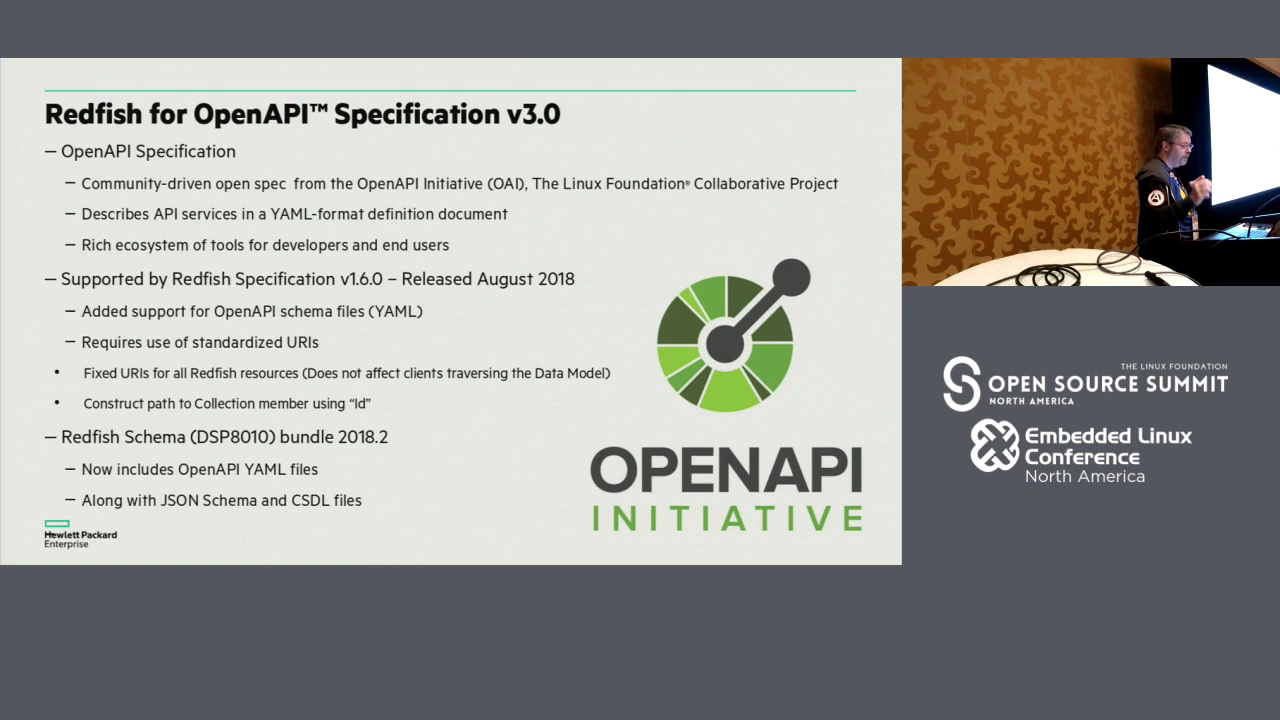 Redfish for OpenAPI™ Specification v3.0
– OpenAPI Specification
– Community-driven open spec from the OpenAPI Initiative (OAI), The Linux Foundation® Collaborative Project
– Describes API services in a YAML-format definition document
– Rich ecosystem of tools for developers and end users
– Supported by Redfish Specification v1.6.0 – Released August 2018
– Added support for OpenAPI schema files (YAML)
– Requires use of standardized URIs
• Fixed URIs for all Redfish resources (Does not affect clients traversing the Data Model)
• Construct path to Collection member using “Id”
– Redfish Schema (DSP8010) bundle 2018.2
– Now includes OpenAPI YAML files
– Along with JSON Schema and CSDL files
OPENAPI
INITIATIVE
Hewlett Packard
Enterprise
THE LINUX FOUNDATION
OPEN SOURCE SUMMIT
NORTH AMERICA
Embedded Linux
Conference
North America